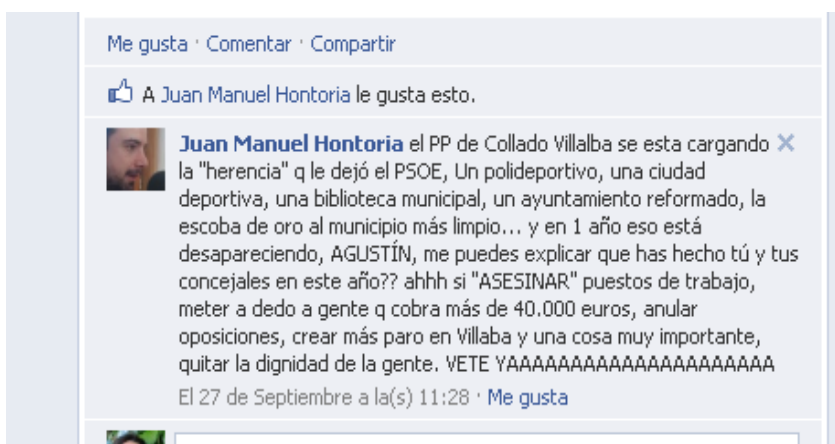 Me gusta · Comentar · Compartir
A Juan Manuel Hontoria le gusta esto.
Juan Manuel Hontoria el PP de Collado Villalba se esta cargando
la "herencia" q le dejó el PSOE, Un polideportivo, una ciudad
deportiva, una biblioteca municipal, un ayuntamiento reformado, la
escoba de oro al municipio más limpio... y en 1 año eso está
desapareciendo, AGUSTÍN, me puedes explicar que has hecho tú y tus
concejales en este año?? ahhh si "ASESINAR" puestos de trabajo,
meter a dedo a gente q cobra más de 40.000 euros, anular
oposiciones, crear más paro en Villaba y una cosa muy importante,
quitar la dignidad de la gente. VETE YAAAAAAAAAAAAAAAAAAAAA
El 27 de Septiembre a la(s) 11:28 · Me gusta